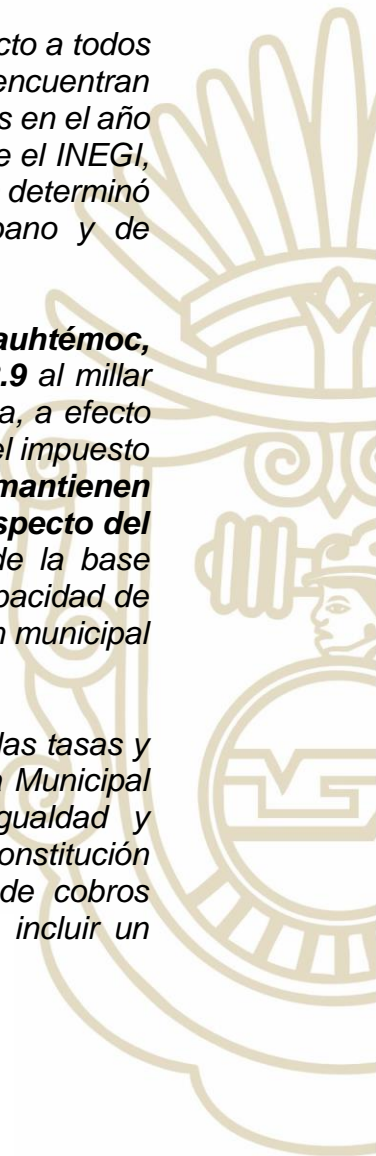 cto a todos
encuentran
s en el año
e el INEGI,
determinó
pano y de
auhtémoc,
.9 al millar
a, a efecto
el impuesto
mantienen
specto del
de la base
pacidad de
n municipal
las tasas y
a Municipal
gualdad y
onstitución
de cobros
incluir un